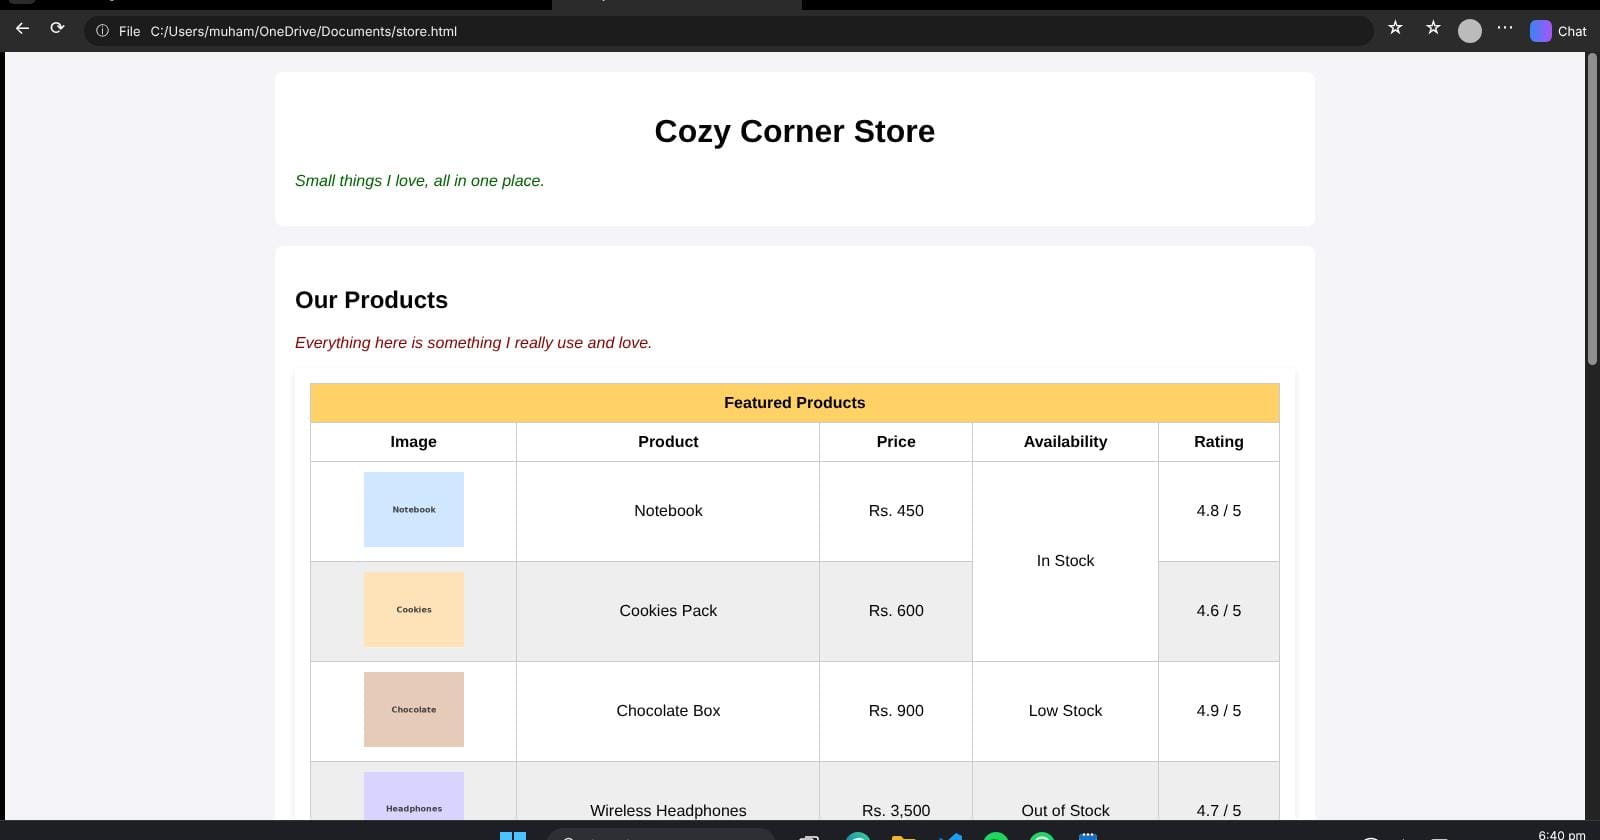 File C:/Users/muham/OneDrive/Documents/store.html
Chat
Cozy Corner Store
Small things I love, all in one place.
Our Products
Everything here is something I really use and love.
Featured Products
Image Product Price Availability Rating
Notebook Notebook Rs. 450 4.8 / 5
In Stock
Cookies Cookies Pack Rs. 600 4.6 / 5
Chocolate Chocolate Box Rs. 900 Low Stock 4.9 / 5
Headphones Wireless Headphones Rs. 3,500 Out of Stock 4.7 / 5
6:40 pm